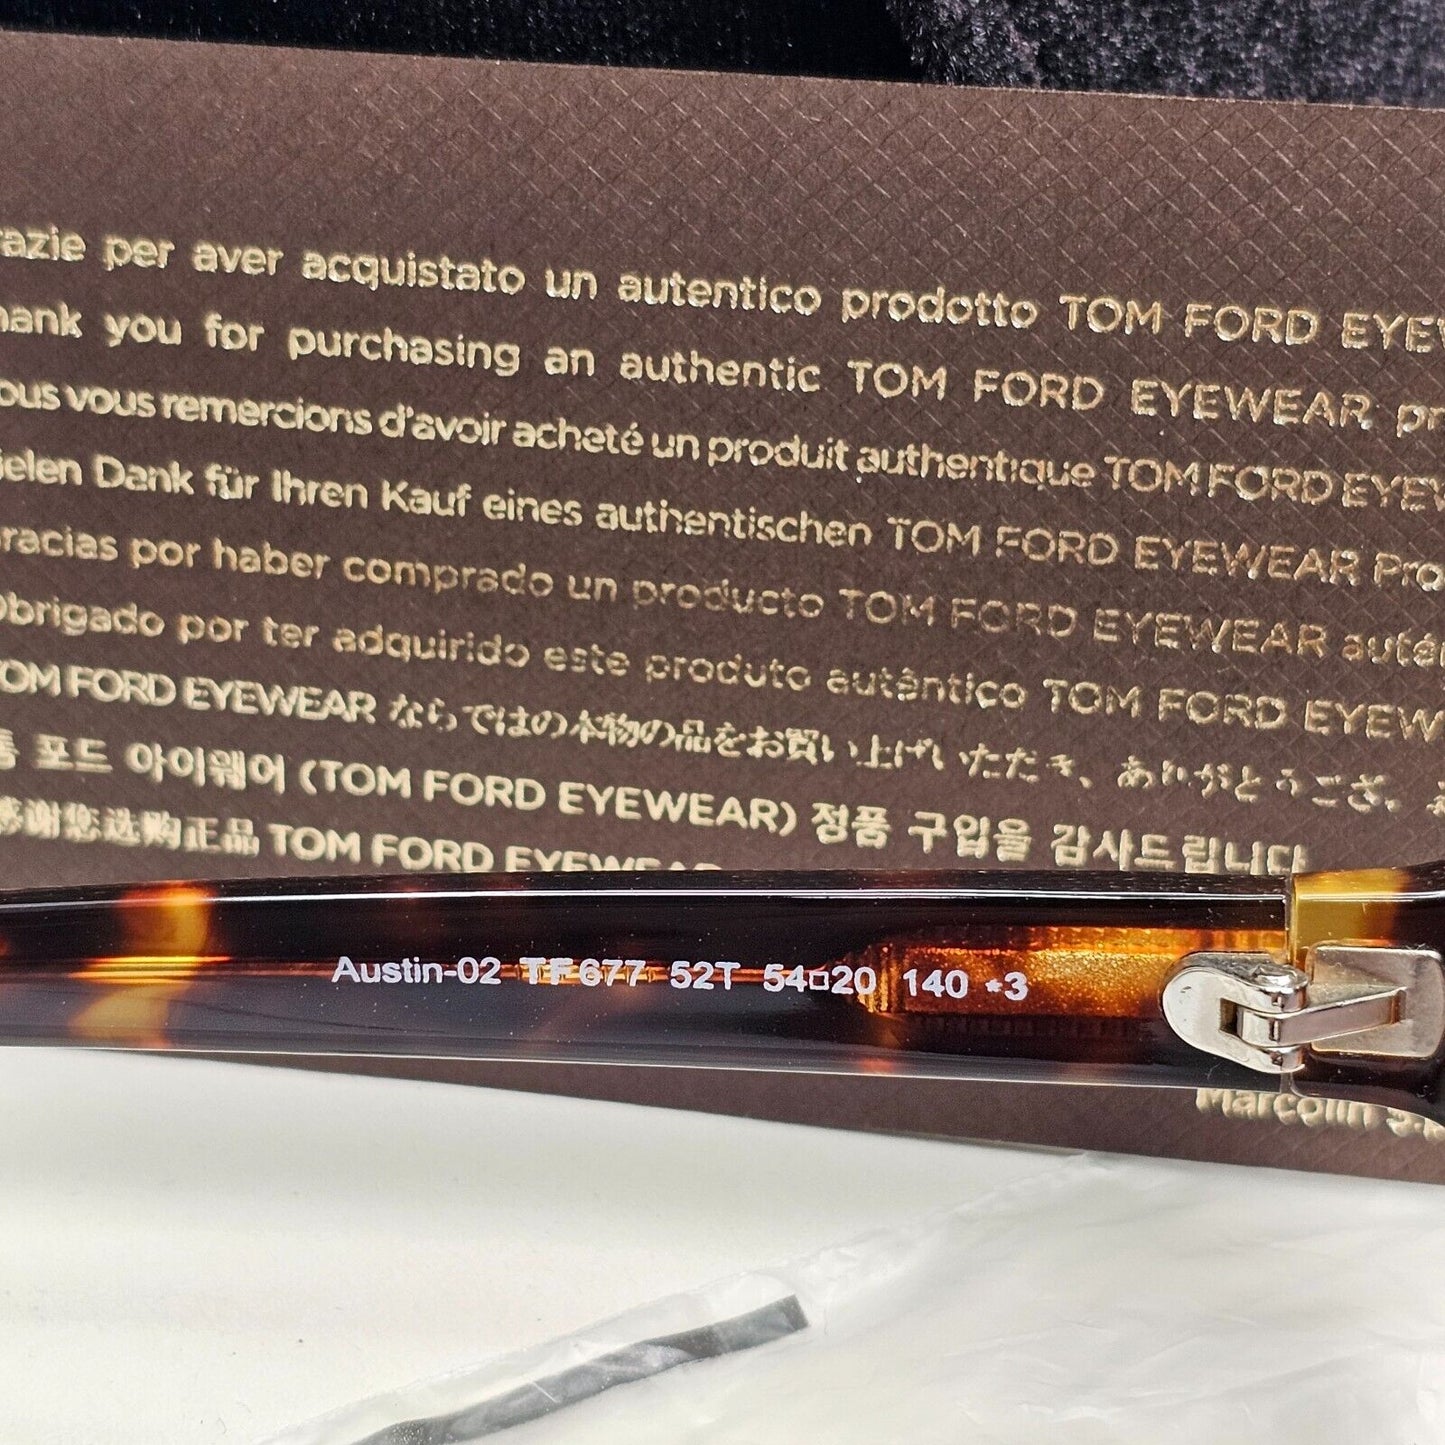 razie per aver acquistato un autentico prodotto TOM FORD EYEW
hank you for purchasing an authentic TOM FORD EYEWEAR pr
ous vous remercions d'avoir acheté un produit authentique TOM FORD EYEW
ielen Dank für Ihren Kauf eines authentischen TOM FORD EYEWEAR Pro
racias por haber comprado un producto TOM FORD EYEWEAR autén
Obrigado por ter adquirido este produto autêntico TOM FORD EYEW
TOM FORD EYEWEAR ならではの本物の品をお買い上げいただき、ありがとうござ。
톰 포드 아이웨어 (TOM FORD EYEWEAR) 정품 구입을 감사드립니다
感谢您选购正品 TOM FORD EYEWEAR
Austin-02 TF 677 52T 54□20 140 *3
Marcolin S.